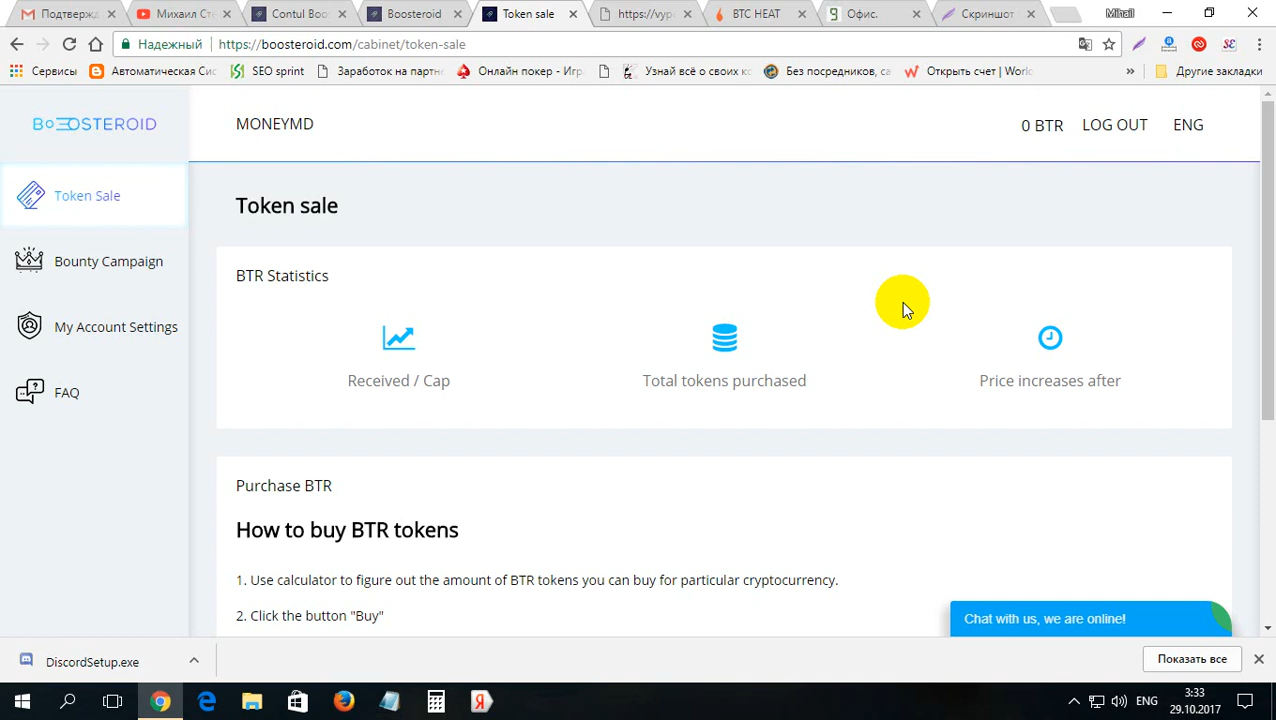 Подтвержд
Михаил Ст
Contul Boo
Boosteroid
Token sale
https://vype
BTC HEAT
Офис.
Скриншот
Mihail
Надежный
https://boosteroid.com/cabinet/token-sale
Сервисы
Автоматическая Сис
SEO sprint
Заработок на партне
Онлайн покер - Игр
Узнай всё о своих ко
Без посредников, са
Открыть счет | Worl
Другие закладки
BOOSTEROID
MONEYMD
0 BTR
LOG OUT
ENG
Token Sale
Bounty Campaign
My Account Settings
FAQ
Token sale
BTR Statistics
Received / Cap
Total tokens purchased
Price increases after
Purchase BTR
How to buy BTR tokens
1. Use calculator to figure out the amount of BTR tokens you can buy for particular cryptocurrency.
2. Click the button "Buy"
Chat with us, we are online!
DiscordSetup.exe
Показать все
ENG
3:33
29.10.2017